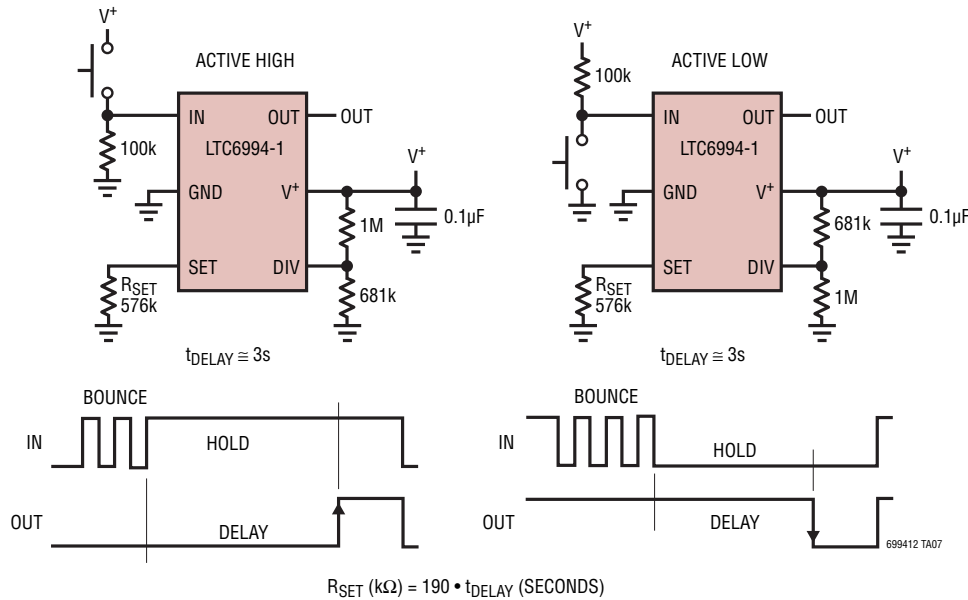 V+
ACTIVE HIGH
IN
OUT
OUT
LTC6994-1
100k
V+
GND
V+
1M
0.1µF
SET
DIV
RSET
576k
681k
tDELAY ≅ 3s
V+
100k
ACTIVE LOW
IN
OUT
OUT
LTC6994-1
V+
GND
V+
681k
0.1µF
SET
DIV
RSET
576k
1M
tDELAY ≅ 3s
BOUNCE
IN
HOLD
OUT
DELAY
BOUNCE
IN
HOLD
OUT
DELAY
699412 TA07
RSET (kΩ) = 190 • tDELAY (SECONDS)